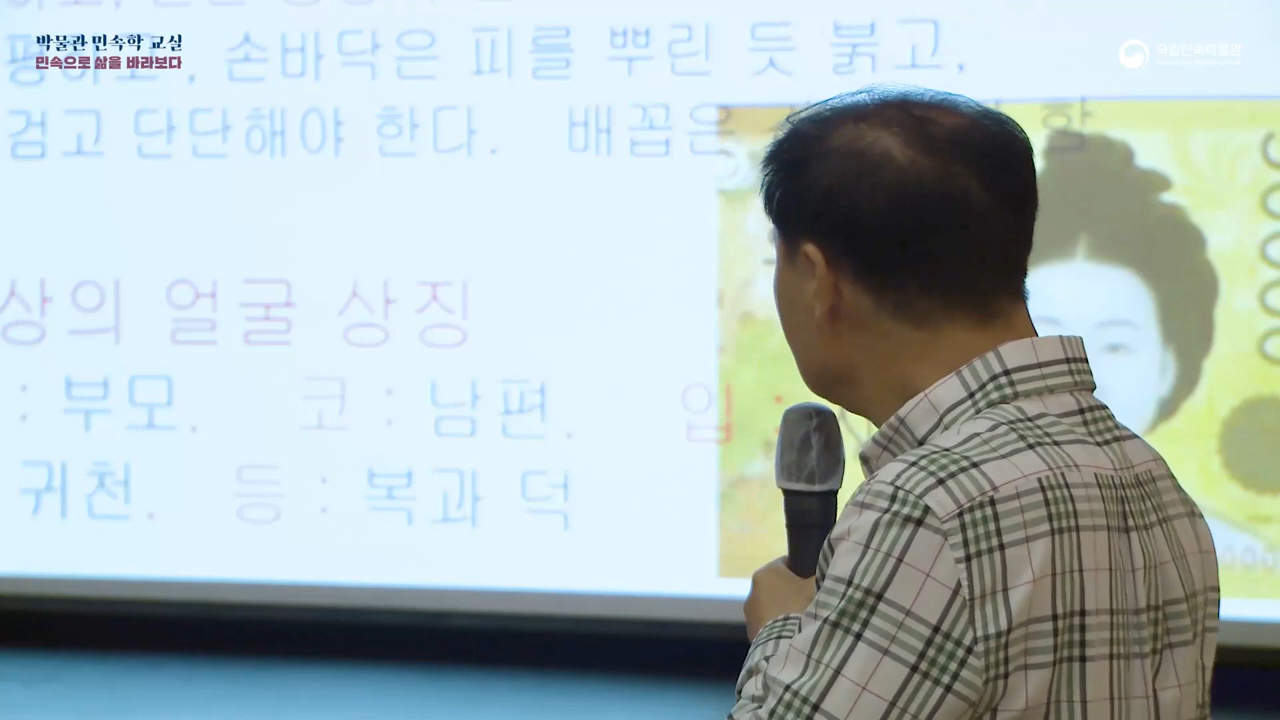 박물관 민속학 교실
민속으로 삶을 바라보다
국립민속박물관
손바닥은 피를 뿌린 듯 붉고,
검고 단단해야 한다. 배꼽은
상의 얼굴 상징
: 부모. 코 : 남편. 입 :
귀천. 등 : 복과 덕